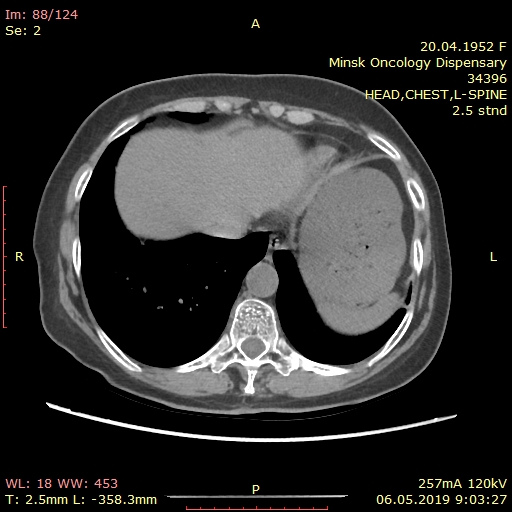 Im: 88/124
Se: 2
A
20.04.1952 F
Minsk Oncology Dispensary
34396
HEAD,CHEST,L-SPINE
2.5 stnd
R
L
WL: 18 WW: 453
T: 2.5mm L: -358.3mm
P
257mA 120kV
06.05.2019 9:03:27